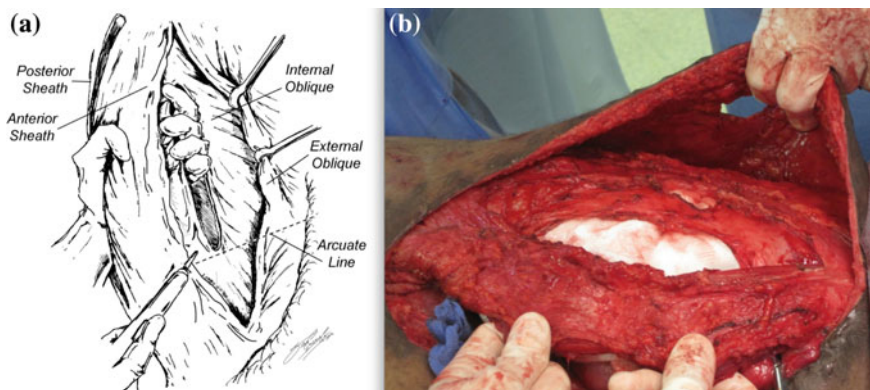 (a)
Posterior
Sheath
Anterior
Sheath
Internal
Oblique
External
Oblique
Arcuate
Line
(b)